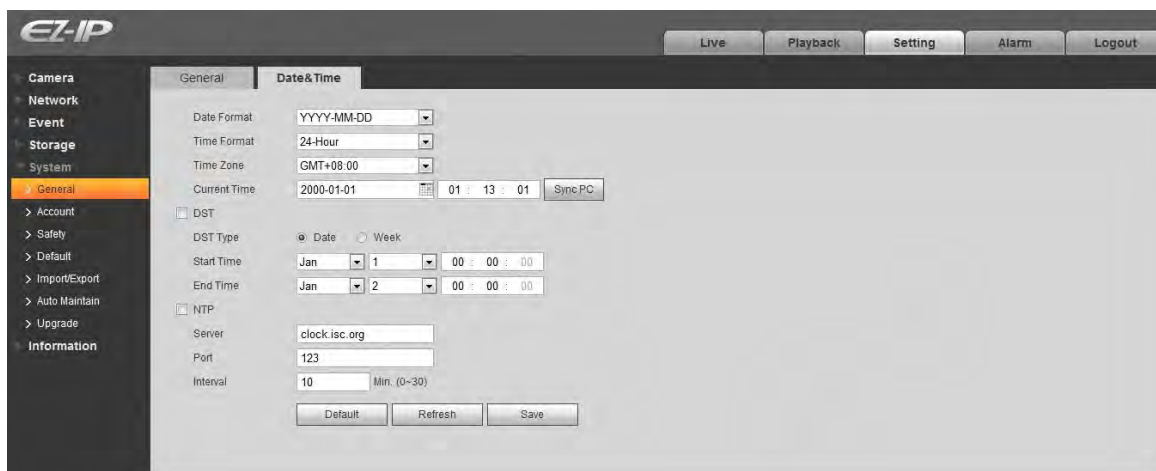 EZ-IP
Live Playback Setting Alarm Logout
Camera
Network
Event
Storage
System
General
> Account
> Safety
> Default
> Import/Export
> Auto Maintain
> Upgrade
Information
General Date&Time
Date Format YYYY-MM-DD
Time Format 24-Hour
Time Zone GMT+08:00
Current Time 2000-01-01 01 : 13 : 01 Sync PC
DST
DST Type Date Week
Start Time Jan 1 00 : 00 : 00
End Time Jan 2 00 : 00 : 00
NTP
Server clock.isc.org
Port 123
Interval 10 Min. (0~30)
Default Refresh Save